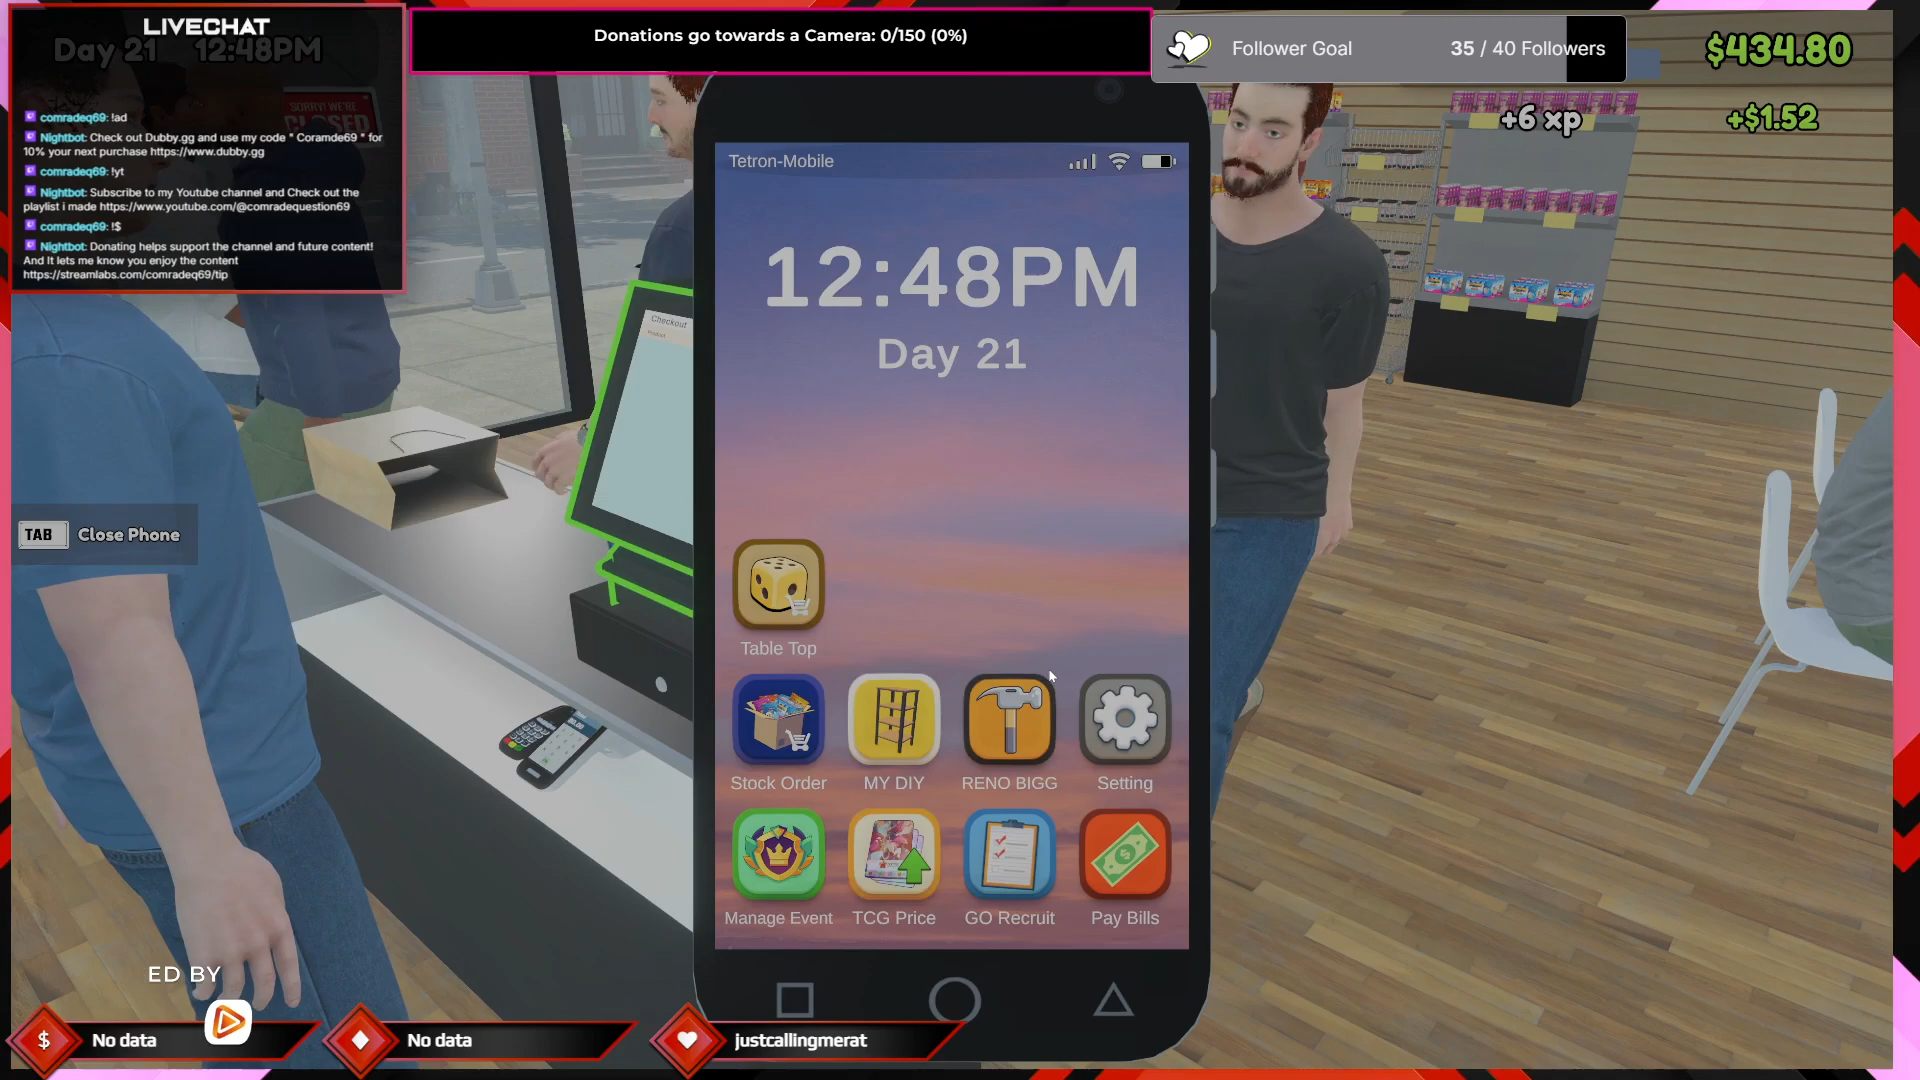 LIVECHAT
Day 21 12:48PM
comradeq69: !ad
Nightbot: Check out Dubby.gg and use my code " Coramde69 " for
10% your next purchase https://www.dubby.gg
comradeq69: !yt
Nightbot: Subscribe to my Youtube channel and Check out the
playlist i made https://www.youtube.com/@comradequestion69
comradeq69: !$
Nightbot: Donating helps support the channel and future content!
And It lets me know you enjoy the content
https://streamlabs.com/comradeq69/tip
SORRY! WE'RE
CLOSED
Donations go towards a Camera: 0/150 (0%)
Follower Goal
35 / 40 Followers
$434.80
+6 xp
+$1.52
Checkout
Product
TAB Close Phone
Tetron-Mobile
12:48PM
Day 21
Table Top
Stock Order
MY DIY
RENO BIGG
Setting
Manage Event
TCG Price
GO Recruit
Pay Bills
ED BY
$ No data
No data
justcallingmerat